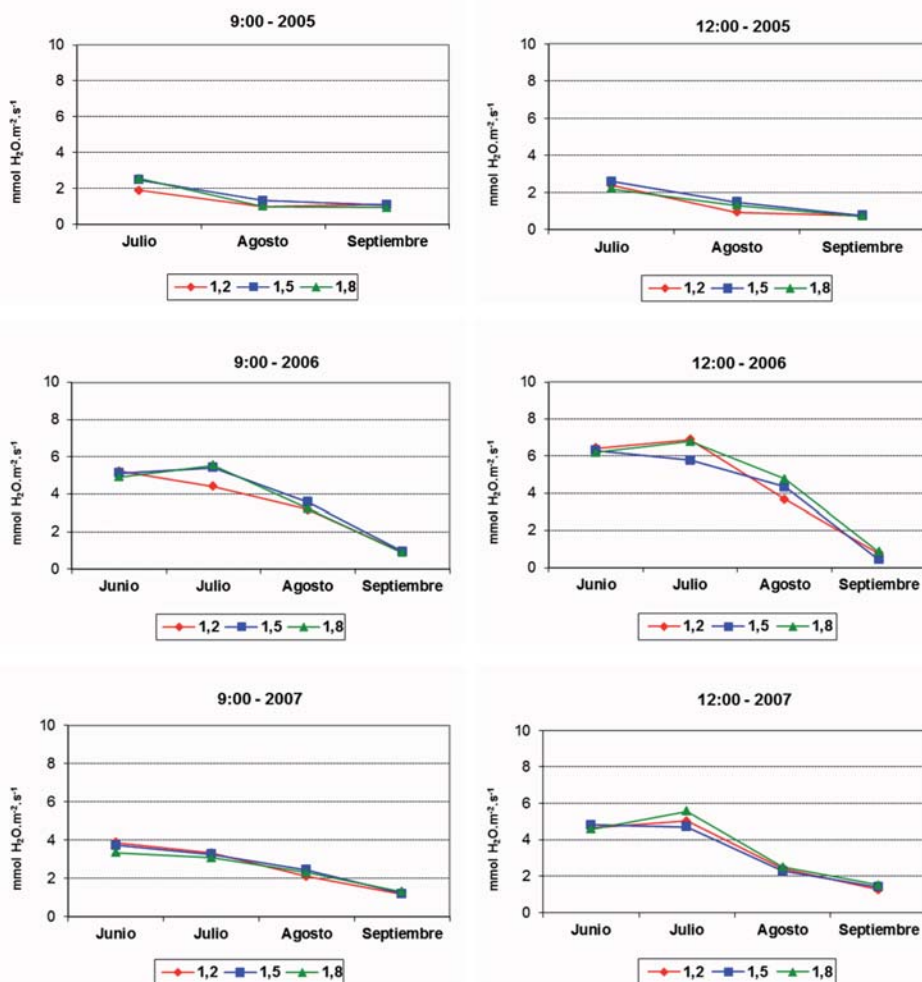 9:00 - 2005
mmol H₂O.m⁻².s⁻¹
10
8
6
4
2
0
Julio Agosto Septiembre
1,2 1,5 1,8
12:00 - 2005
mmol H₂O.m⁻².s⁻¹
10
8
6
4
2
0
Julio Agosto Septiembre
1,2 1,5 1,8
9:00 - 2006
mmol H₂O.m⁻².s⁻¹
10
8
6
4
2
0
Junio Julio Agosto Septiembre
1,2 1,5 1,8
12:00 - 2006
mmol H₂O.m⁻².s⁻¹
10
8
6
4
2
0
Junio Julio Agosto Septiembre
1,2 1,5 1,8
9:00 - 2007
mmol H₂O.m⁻².s⁻¹
10
8
6
4
2
0
Junio Julio Agosto Septiembre
1,2 1,5 1,8
12:00 - 2007
mmol H₂O.m⁻².s⁻¹
10
8
6
4
2
0
Junio Julio Agosto Septiembre
1,2 1,5 1,8